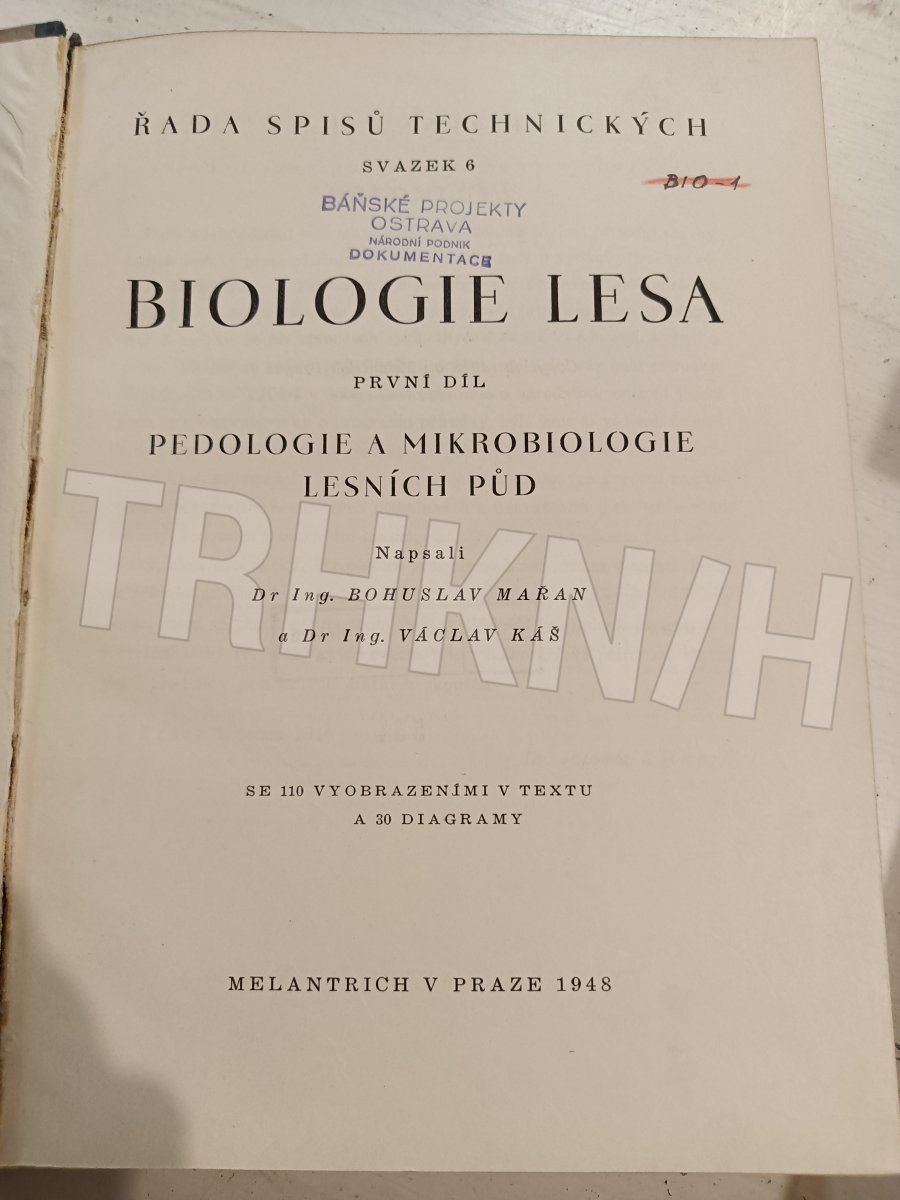 ŘADA SPISŮ TECHNICKÝCH
SVAZEK 6
BIO-1
BÁŇSKÉ PROJEKTY
OSTRAVA
NÁRODNÍ PODNIK
DOKUMENTACE
BIOLOGIE LESA
PRVNÍ DÍL
PEDOLOGIE A MIKROBIOLOGIE
LESNÍCH PŮD
Napsali
Dr Ing. BOHUSLAV MAŘAN
a Dr Ing. VÁCLAV KÁŠ
TRHKNIH
SE 110 VYOBRAZENÍMI V TEXTU
A 30 DIAGRAMY
MELANTRICH V PRAZE 1948